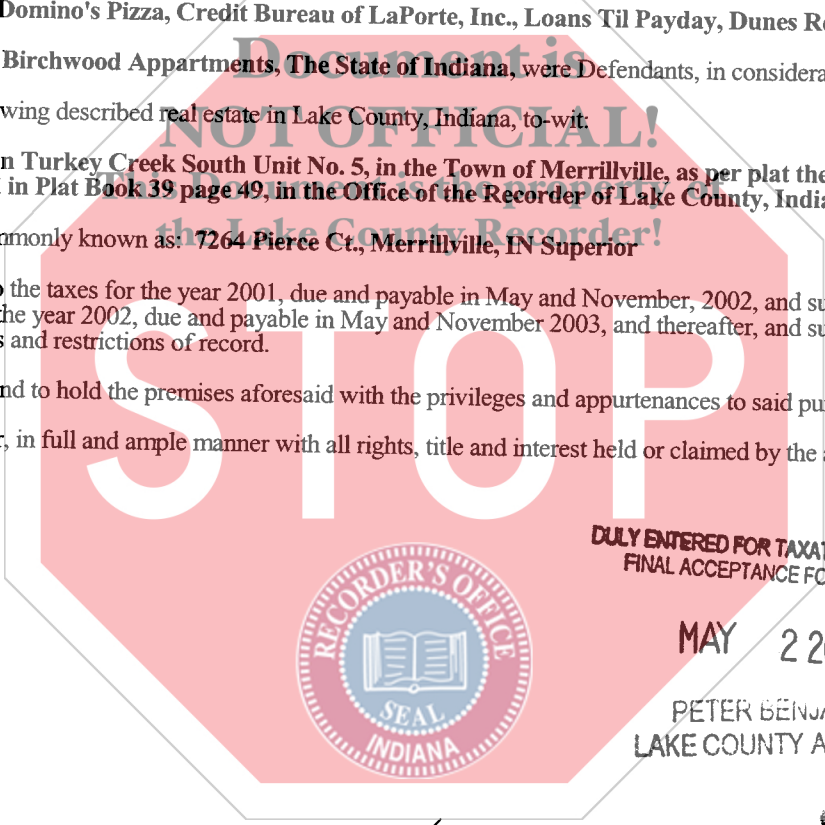 Domino's Pizza, Credit Bureau of LaPorte, Inc., Loans Til Payday, Dunes R
Birchwood Appartments, The State of Indiana, were Defendants, in considera
Document is
wing described real estate in Lake County, Indiana, to-wit:
NOT OFFICIAL!
n Turkey Creek South Unit No. 5, in the Town of Merrillville, as per plat the
in Plat Book 39 page 49, in the Office of the Recorder of Lake County, India
This Document is the property of
mmonly known as: 7264 Pierce Ct., Merrillville, IN Superior
the Lake County Recorder!
the taxes for the year 2001, due and payable in May and November, 2002, and su
he year 2002, due and payable in May and November 2003, and thereafter, and su
s and restrictions of record.
STOP
nd to hold the premises aforesaid with the privileges and appurtenances to said pu
, in full and ample manner with all rights, title and interest held or claimed by the
DULY ENTERED FOR TAXAT
FINAL ACCEPTANCE FO
MAY 2 2
PETER BENJA
LAKE COUNTY A
RECORDER'S OFFICE
SEAL
INDIANA